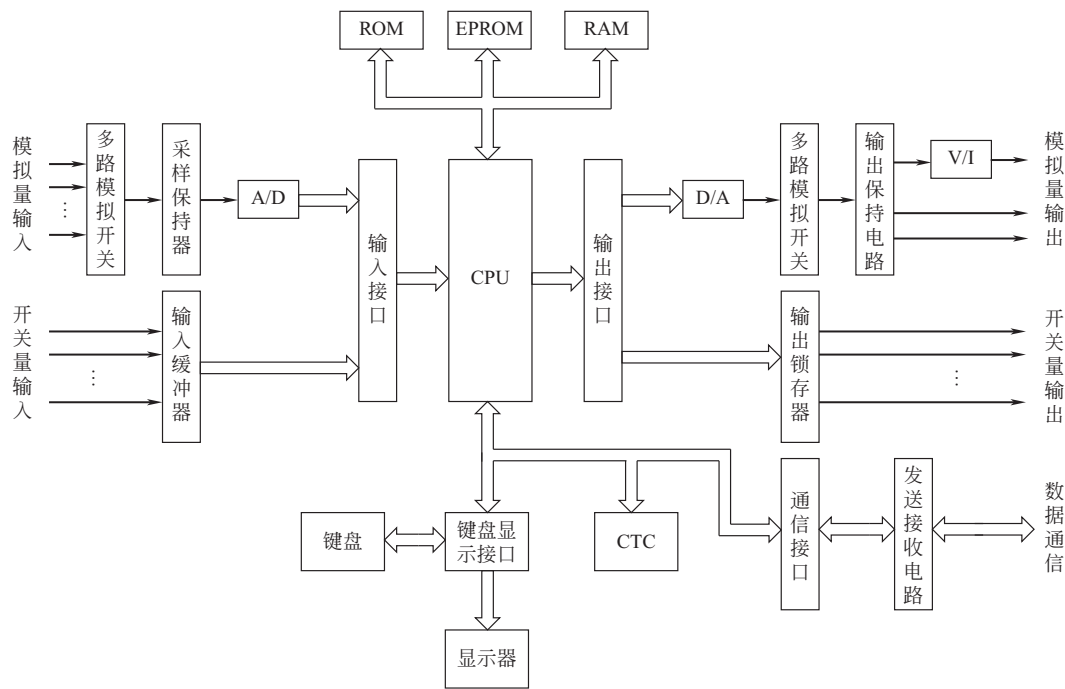 ROM
EPROM
RAM
模拟量输入
多路模拟开关
采样保持器
A/D
输入接口
CPU
输出接口
D/A
多路模拟开关
输出保持电路
V/I
模拟量输出
开关量输入
输入缓冲器
输出锁存器
开关量输出
键盘
键盘显
示接口
CTC
通信接口
发送接收电路
数据通信
显示器